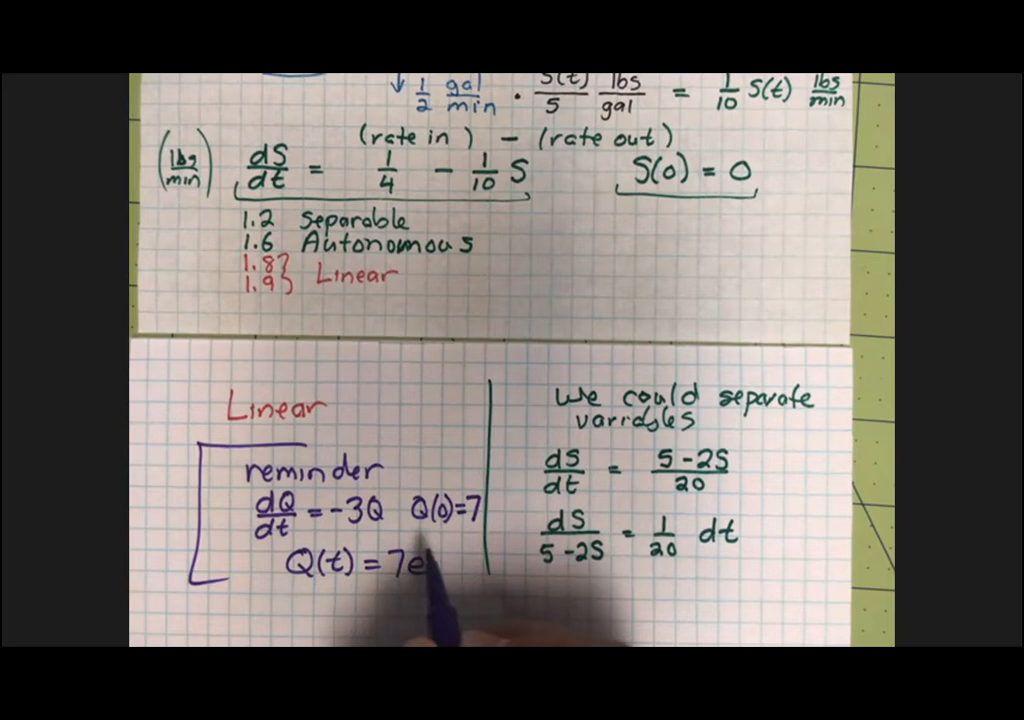 ↓ 1/2 gal/min · S(t)/5 lbs/gal = 1/10 S(t) lbs/min
(rate in) - (rate out)
(lbs/min) dS/dt = 1/4 - 1/10 S S(0) = 0
1.2 Separable
1.6 Autonomous
1.8 } Linear
1.9 }
Linear
reminder
dQ/dt = -3Q Q(0)=7
Q(t) = 7e
We could separate
variables
dS/dt = 5-2S/20
dS/5-2S = 1/20 dt